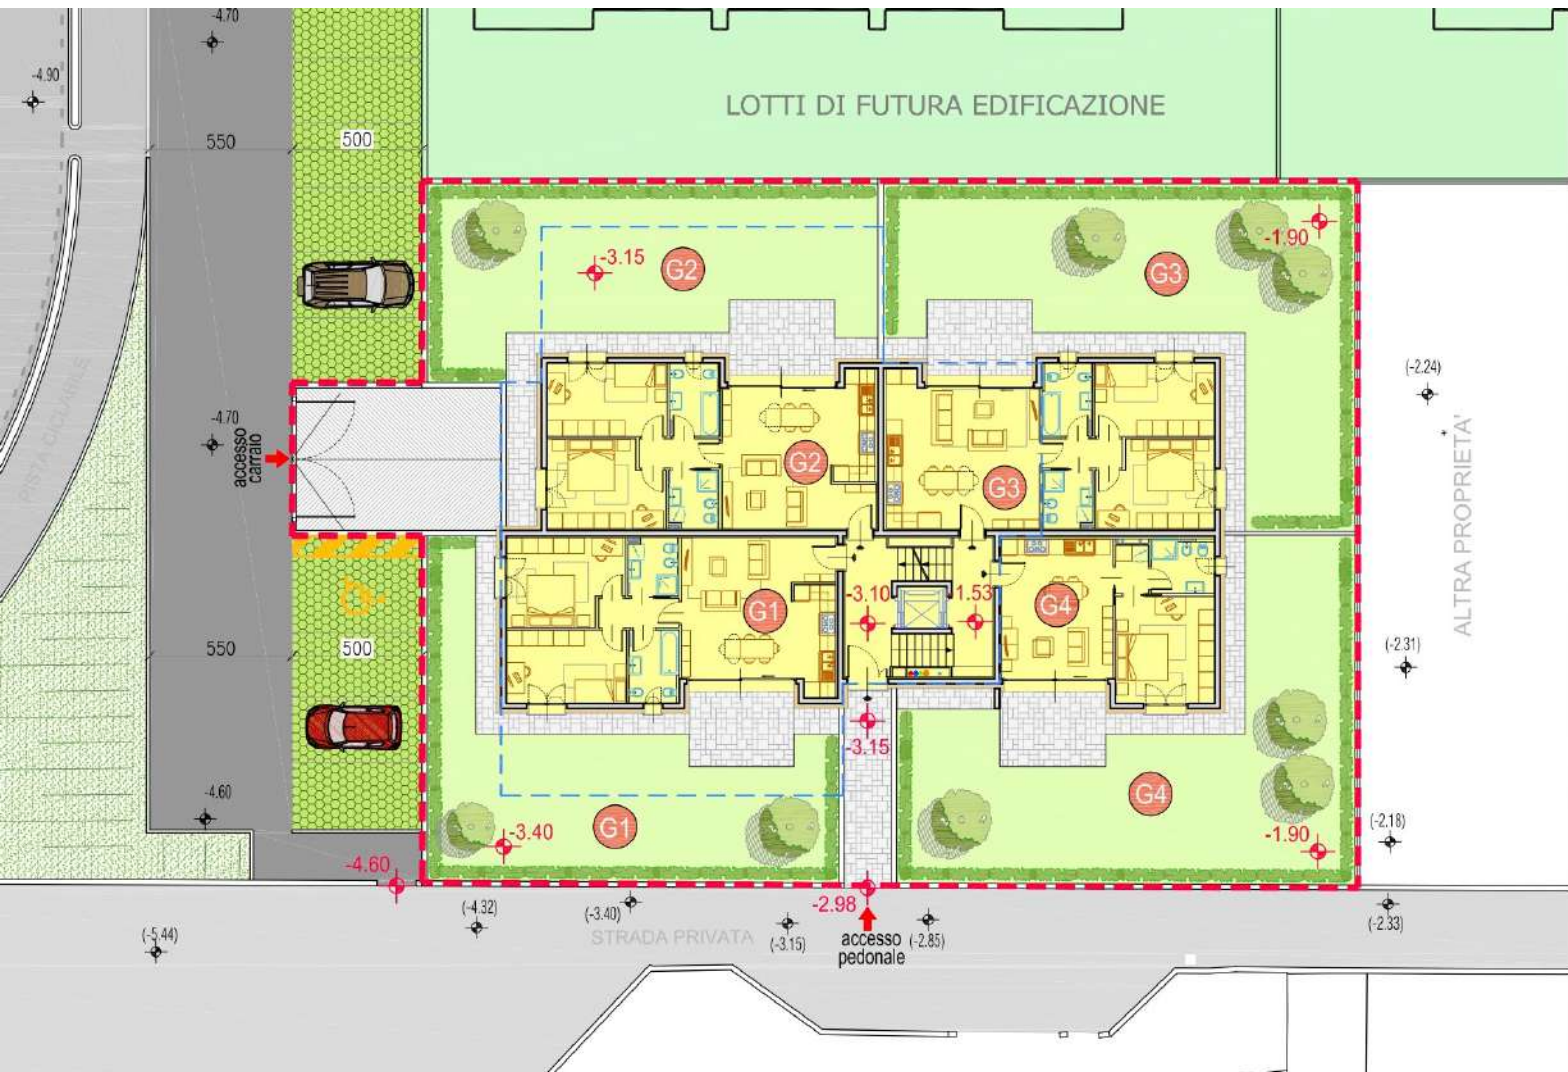 -4.70
-4.90
LOTTI DI FUTURA EDIFICAZIONE
550
500
-1.90
-3.15
G2
G3
(-2.24)
-4.70
accesso
carraio
PISTA CICLABILE
G2
G3
ALTRA PROPRIETA'
-3.10
1.53
G1
G4
550
500
(-2.31)
-3.15
-4.60
G4
G1
-3.40
-1.90
(-2.18)
-4.60
-2.98
(-4.32)
(-3.40)
(-5.44)
STRADA PRIVATA
(-3.15)
accesso
pedonale
(-2.85)
(-2.33)